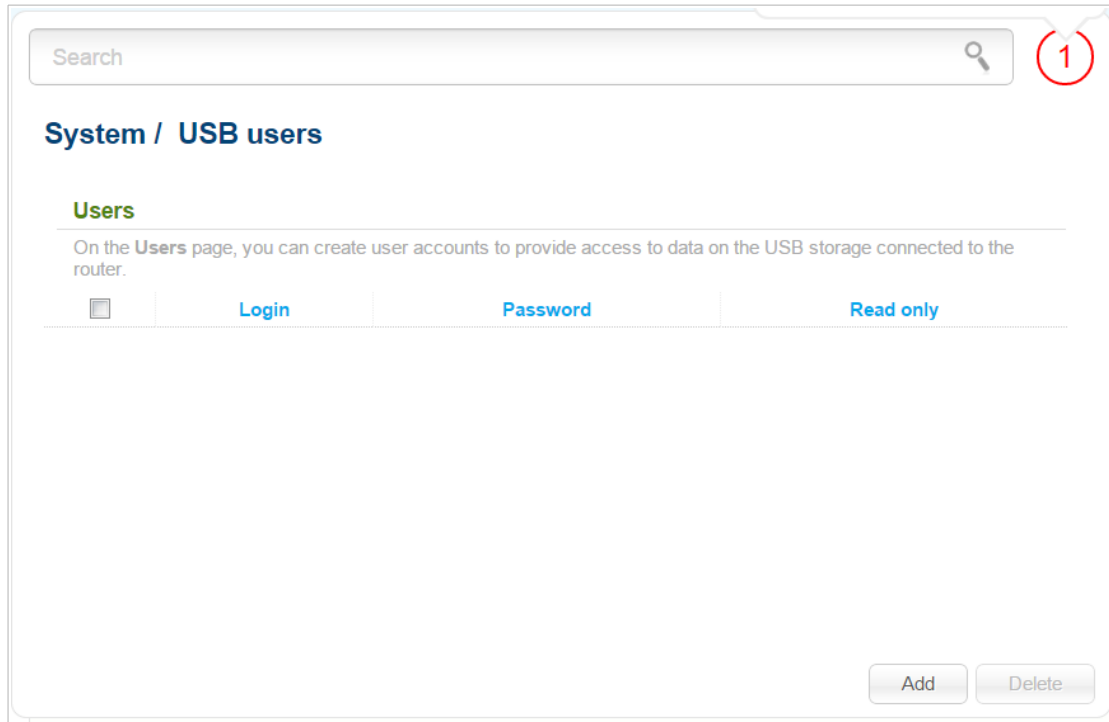 Search
1
System / USB users
Users
On the Users page, you can create user accounts to provide access to data on the USB storage connected to the
router.
Login Password Read only
Add Delete